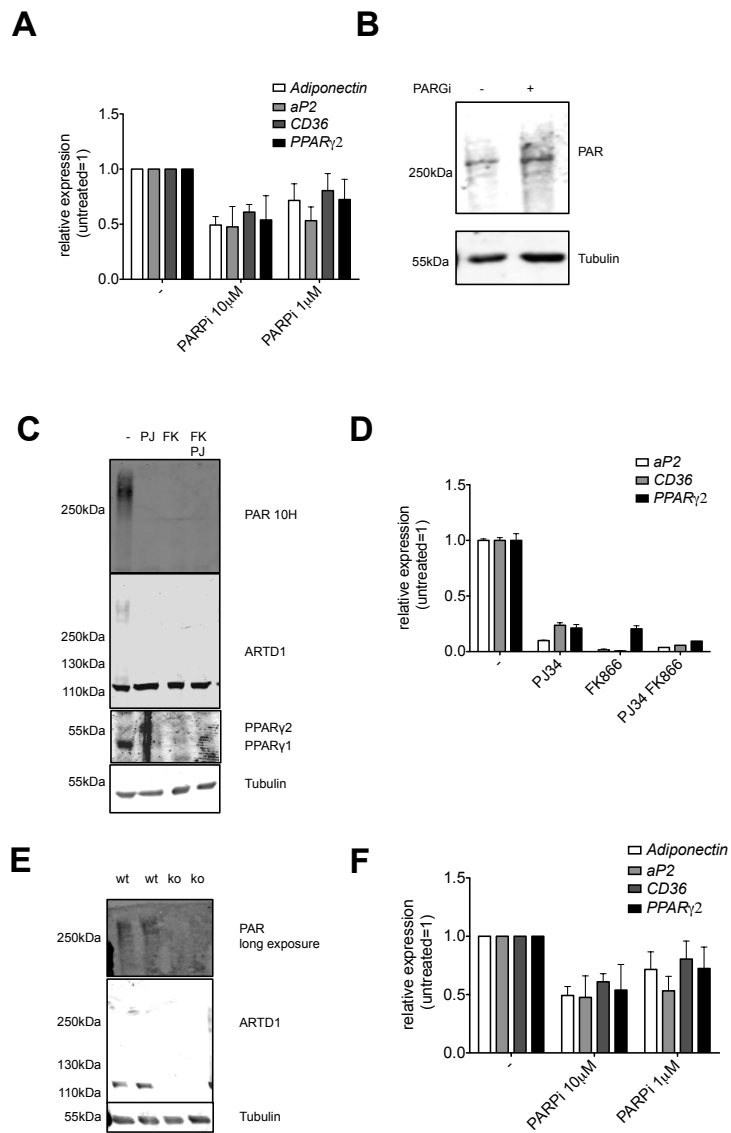 A
Adiponectin
aP2
CD36
PPARγ2
relative expression
(untreated=1)
1.5
1.0
0.5
0.0
-
PARPi 10μM
PARPi 1μM
B
PARGi - +
250kDa
PAR
55kDa
Tubulin
C
- PJ FK FK
PJ
250kDa
PAR 10H
250kDa
130kDa
110kDa
ARTD1
55kDa
PPARγ2
PPARγ1
55kDa
Tubulin
D
aP2
CD36
PPARγ2
relative expression
(untreated=1)
1.5
1.0
0.5
0.0
-
PJ34
FK866
PJ34 FK866
E
wt wt ko ko
250kDa
PAR
long exposure
250kDa
130kDa
110kDa
ARTD1
55kDa
Tubulin
F
Adiponectin
aP2
CD36
PPARγ2
relative expression
(untreated=1)
1.5
1.0
0.5
0.0
-
PARPi 10μM
PARPi 1μM